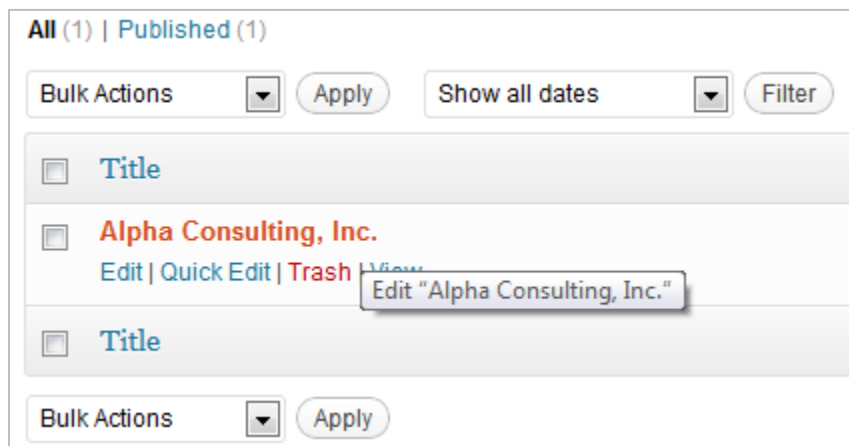 All (1) | Published (1)
Bulk Actions Apply Show all dates Filter
Title
Alpha Consulting, Inc.
Edit | Quick Edit | Trash | View
Edit “Alpha Consulting, Inc.“
Title
Bulk Actions Apply